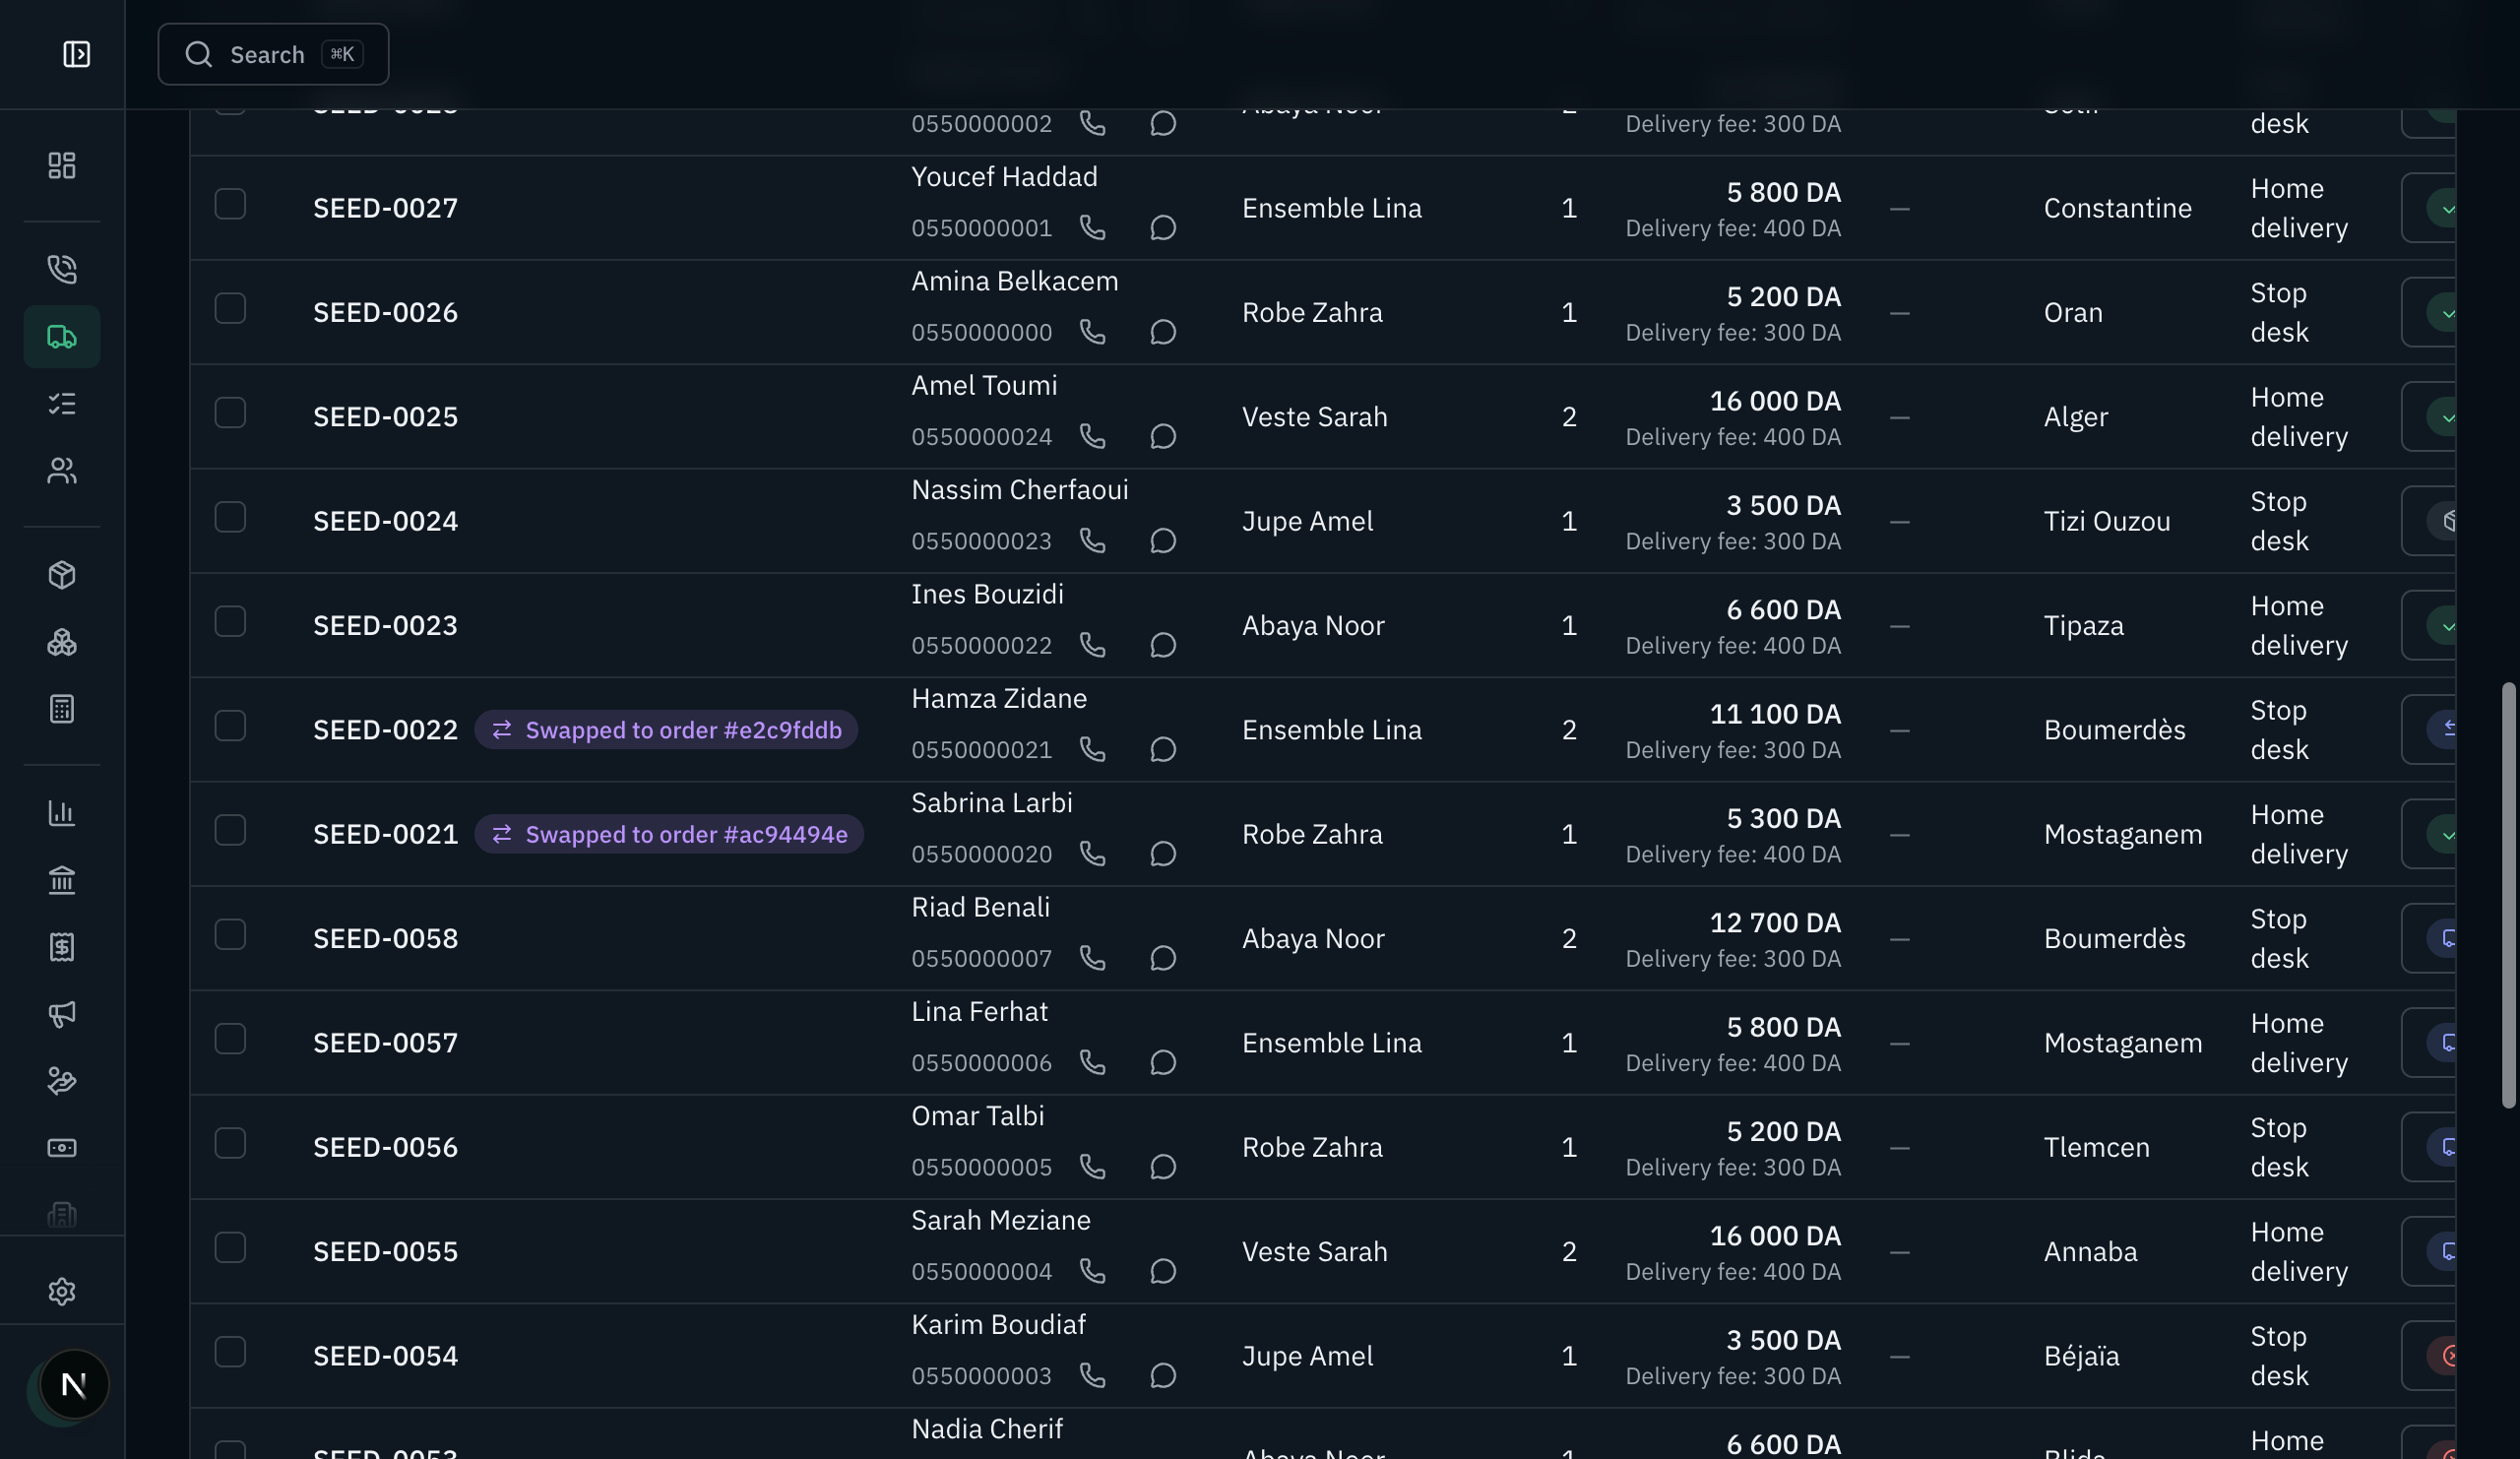 Search ⌘K
0550000002 Delivery fee: 300 DA desk
Youcef Haddad
SEED-0027 Ensemble Lina 1 5 800 DA — Constantine Home delivery
0550000001 Delivery fee: 400 DA
Amina Belkacem
SEED-0026 Robe Zahra 1 5 200 DA — Oran Stop desk
0550000000 Delivery fee: 300 DA
Amel Toumi
SEED-0025 Veste Sarah 2 16 000 DA — Alger Home delivery
0550000024 Delivery fee: 400 DA
Nassim Cherfaoui
SEED-0024 Jupe Amel 1 3 500 DA — Tizi Ouzou Stop desk
0550000023 Delivery fee: 300 DA
Ines Bouzidi
SEED-0023 Abaya Noor 1 6 600 DA — Tipaza Home delivery
0550000022 Delivery fee: 400 DA
Hamza Zidane
SEED-0022 Swapped to order #e2c9fddb Ensemble Lina 2 11 100 DA — Boumerdès Stop desk
0550000021 Delivery fee: 300 DA
Sabrina Larbi
SEED-0021 Swapped to order #ac94494e Robe Zahra 1 5 300 DA — Mostaganem Home delivery
0550000020 Delivery fee: 400 DA
Riad Benali
SEED-0058 Abaya Noor 2 12 700 DA — Boumerdès Stop desk
0550000007 Delivery fee: 300 DA
Lina Ferhat
SEED-0057 Ensemble Lina 1 5 800 DA — Mostaganem Home delivery
0550000006 Delivery fee: 400 DA
Omar Talbi
SEED-0056 Robe Zahra 1 5 200 DA — Tlemcen Stop desk
0550000005 Delivery fee: 300 DA
Sarah Meziane
SEED-0055 Veste Sarah 2 16 000 DA — Annaba Home delivery
0550000004 Delivery fee: 400 DA
Karim Boudiaf
SEED-0054 Jupe Amel 1 3 500 DA — Béjaïa Stop desk
0550000003 Delivery fee: 300 DA
Nadia Cherif
6 600 DA Home
N